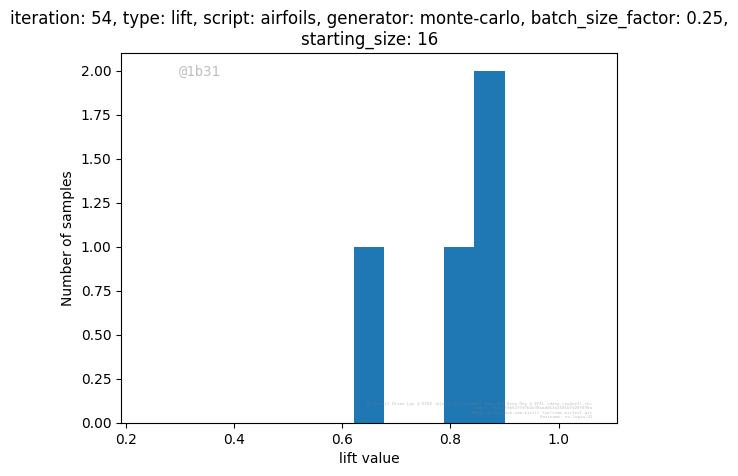 iteration: 54, type: lift, script: airfoils, generator: monte-carlo, batch_size_factor: 0.25,
starting_size: 16
@1b31
2.00
1.75
1.50
1.25
1.00
0.75
0.50
0.25
0.00
Number of samples
0.2 0.4 0.6 0.8 1.0
lift value